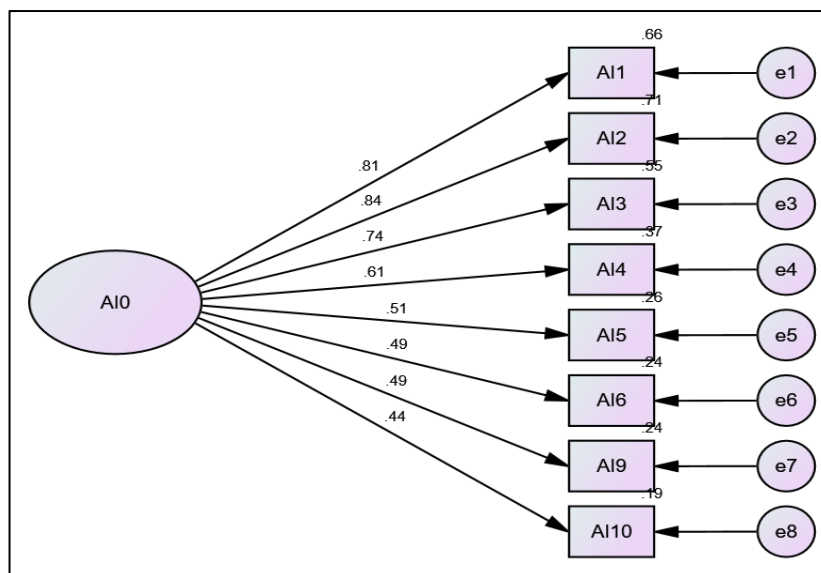 .66
AI1
e1
.71
AI2
e2
.81
.55
.84
AI3
e3
.74
.37
.61
AI4
e4
AI0
.51
.26
AI5
e5
.49
.24
AI6
e6
.49
.24
.44
AI9
e7
.19
AI10
e8